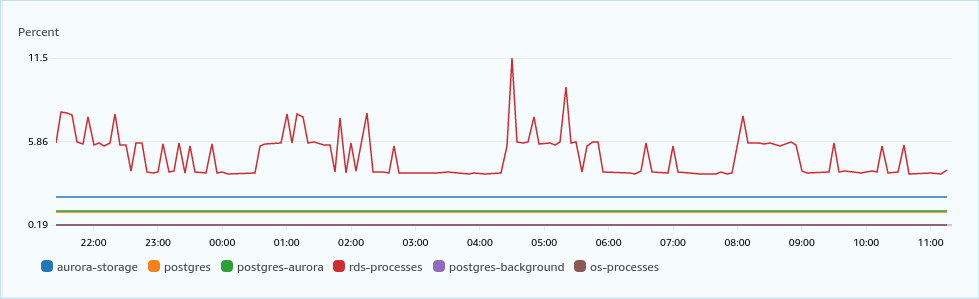 Percent
11.5
5.86
0.19
22:00 23:00 00:00 01:00 02:00 03:00 04:00 05:00 06:00 07:00 08:00 09:00 10:00 11:00
aurora-storage postgres postgres-aurora rds-processes postgres-background os-processes